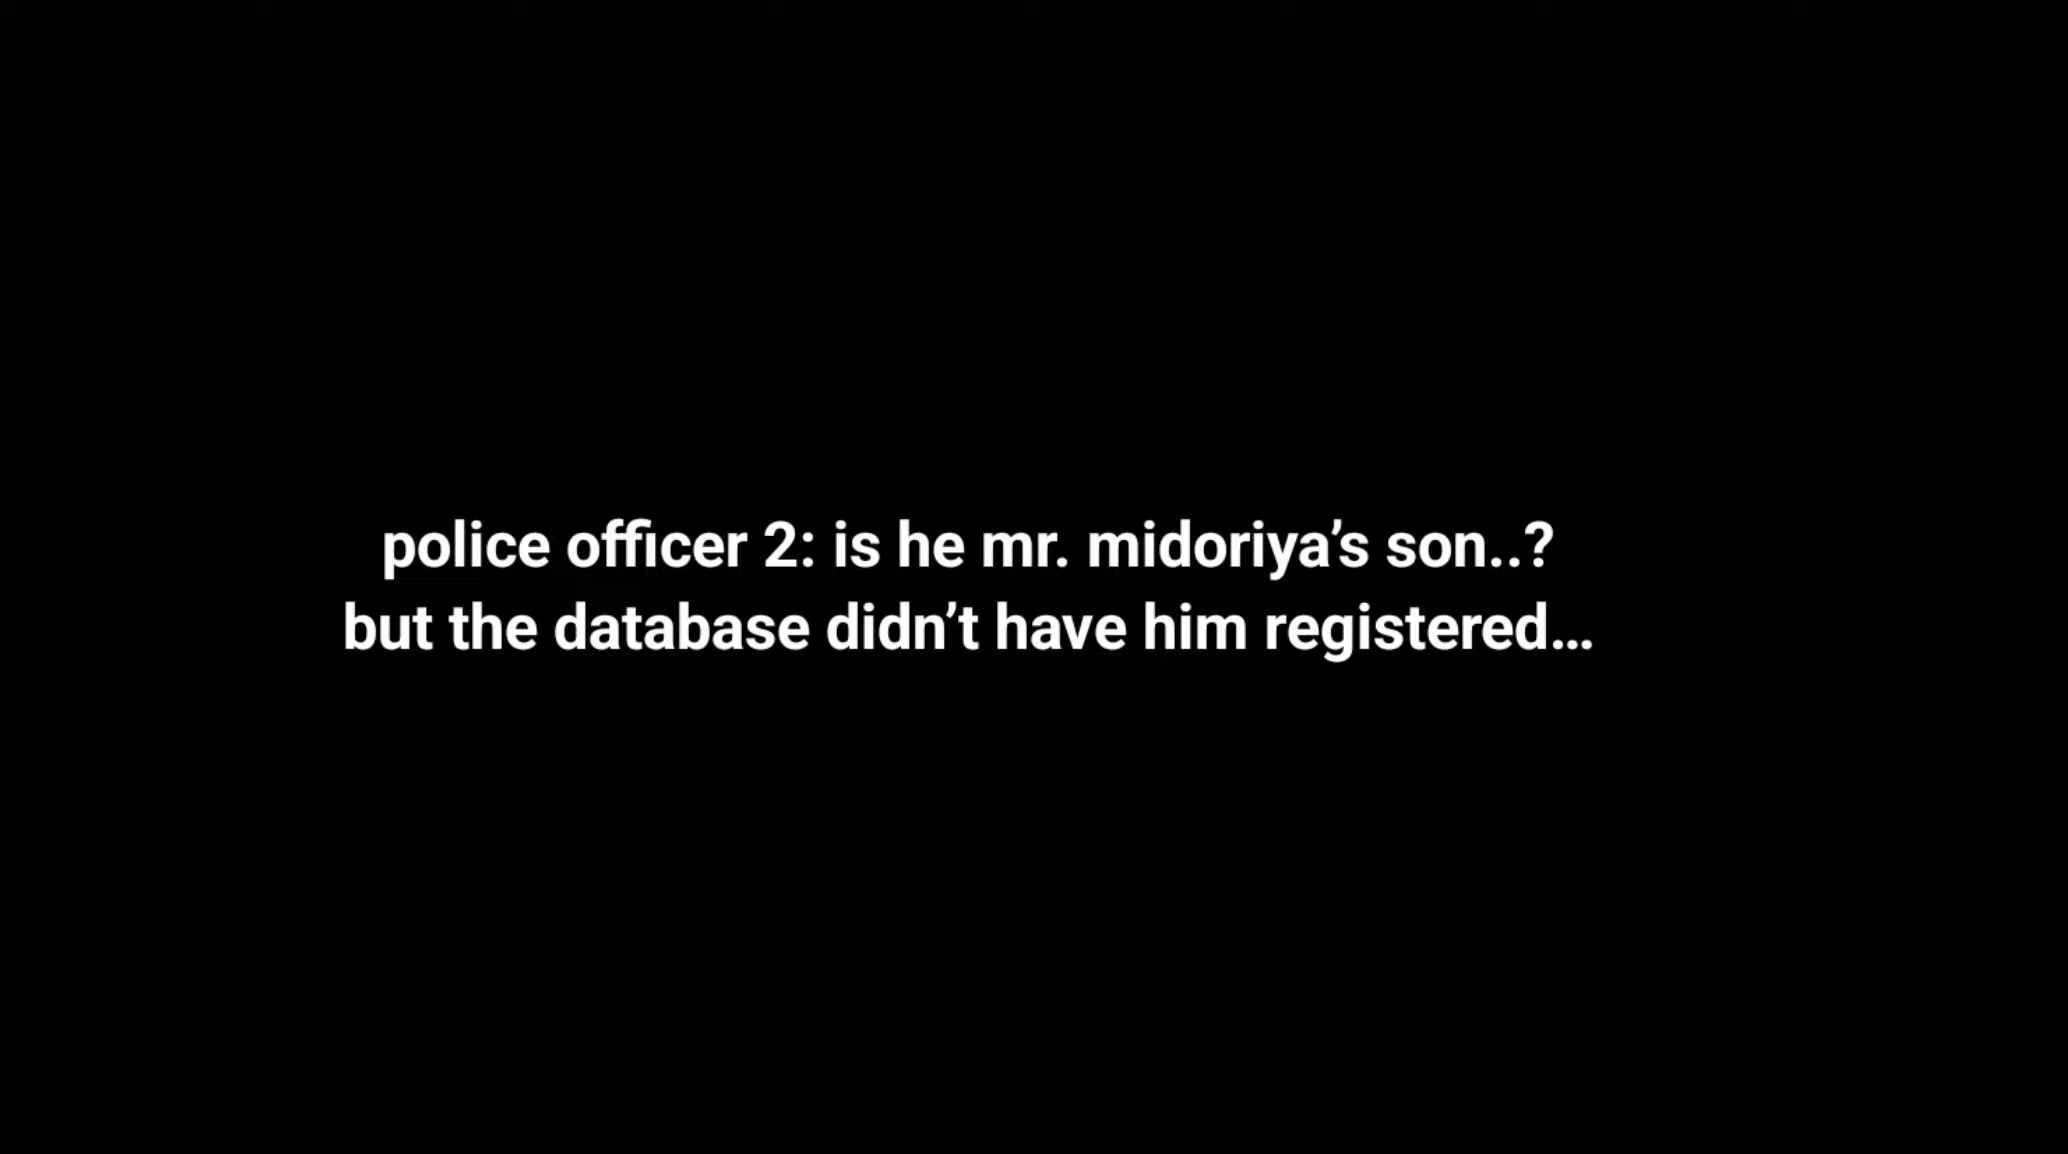 police officer 2: is he mr. midoriya’s son..?
but the database didn’t have him registered...